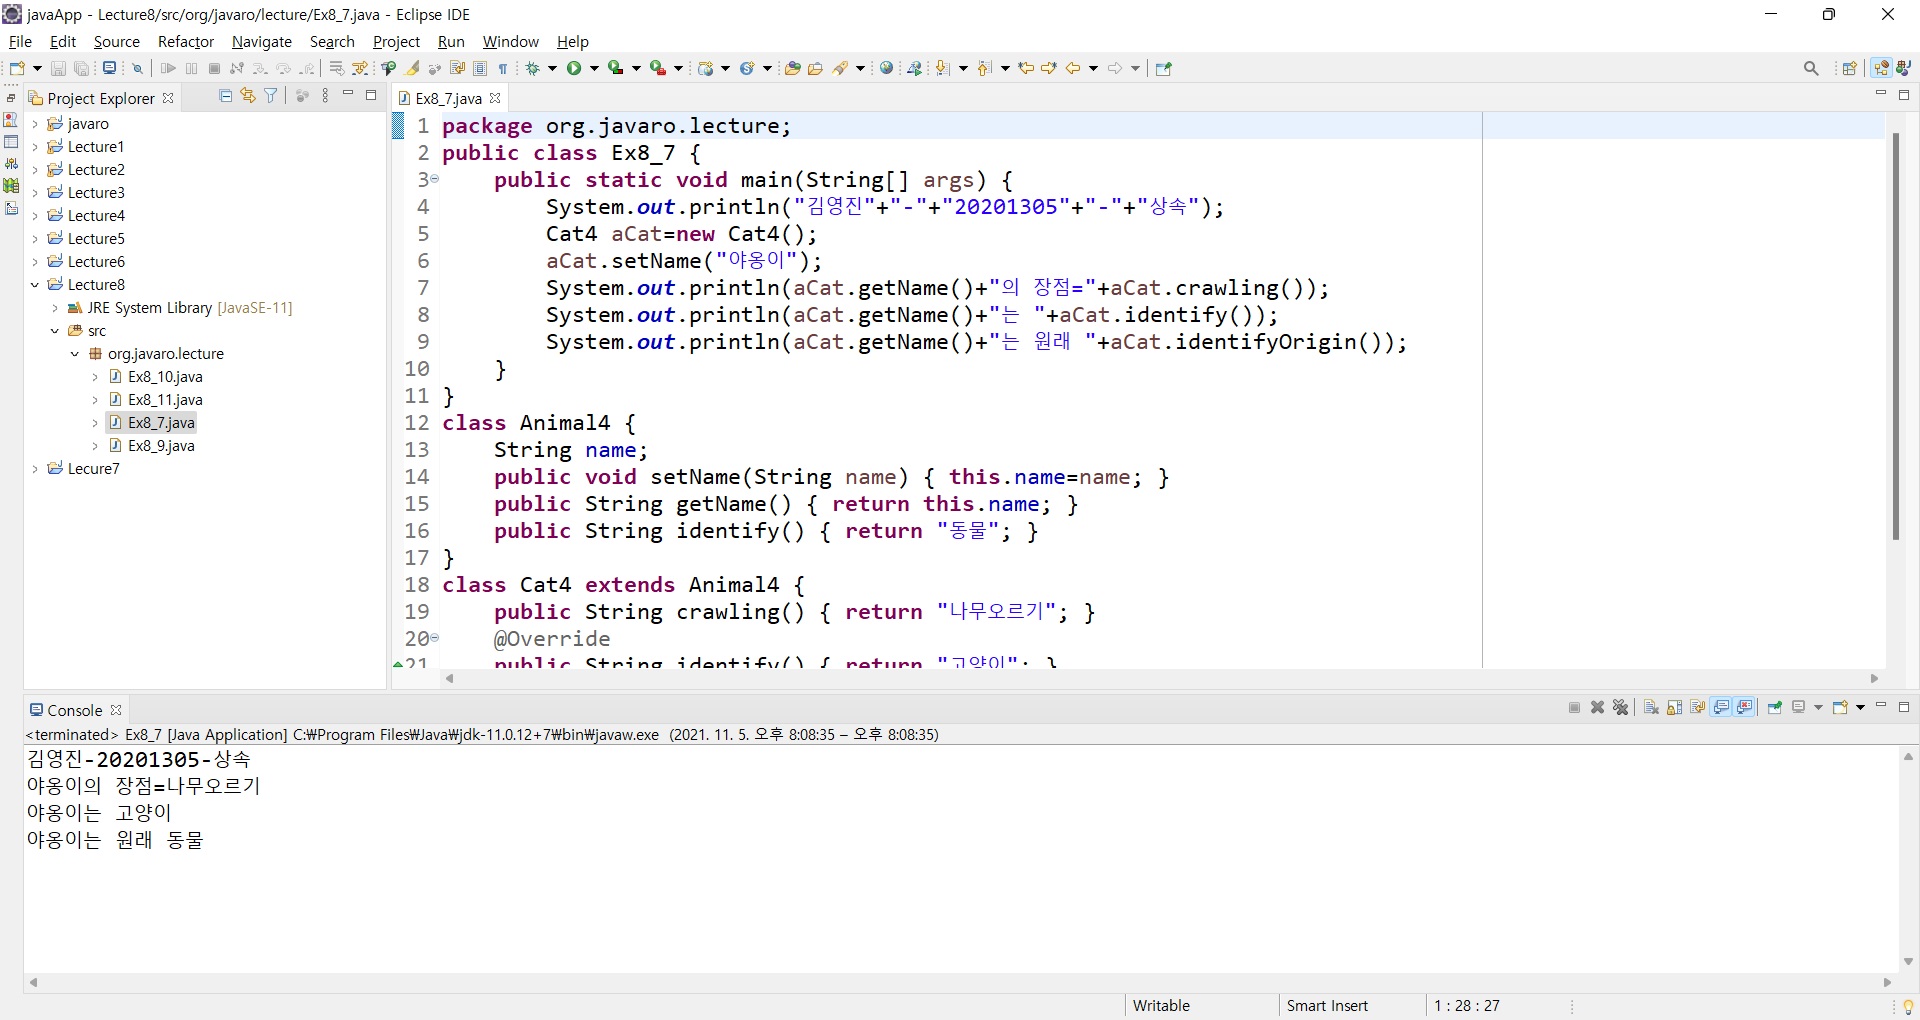 javaApp - Lecture8/src/org/javaro/lecture/Ex8_7.java - Eclipse IDE
File Edit Source Refactor Navigate Search Project Run Window Help
Project Explorer
javaro
Lecture1
Lecture2
Lecture3
Lecture4
Lecture5
Lecture6
Lecture8
JRE System Library [JavaSE-11]
src
org.javaro.lecture
Ex8_10.java
Ex8_11.java
Ex8_7.java
Ex8_9.java
Lecure7
Ex8_7.java
1 package org.javaro.lecture;
2 public class Ex8_7 {
3 public static void main(String[] args) {
4 System.out.println("김영진"+"-"+"20201305"+"-"+"상속");
5 Cat4 aCat=new Cat4();
6 aCat.setName("야옹이");
7 System.out.println(aCat.getName()+"의 장점="+aCat.crawling());
8 System.out.println(aCat.getName()+"는 "+aCat.identify());
9 System.out.println(aCat.getName()+"는 원래 "+aCat.identifyOrigin());
10 }
11 }
12 class Animal4 {
13 String name;
14 public void setName(String name) { this.name=name; }
15 public String getName() { return this.name; }
16 public String identify() { return "동물"; }
17 }
18 class Cat4 extends Animal4 {
19 public String crawling() { return "나무오르기"; }
20 @Override
21 public String identify() { return "고양이"; }
Console
<terminated> Ex8_7 [Java Application] C:₩Program Files₩Java₩jdk-11.0.12+7₩bin₩javaw.exe (2021. 11. 5. 오후 8:08:35 – 오후 8:08:35)
김영진-20201305-상속
야옹이의 장점=나무오르기
야옹이는 고양이
야옹이는 원래 동물
Writable Smart Insert 1 : 28 : 27